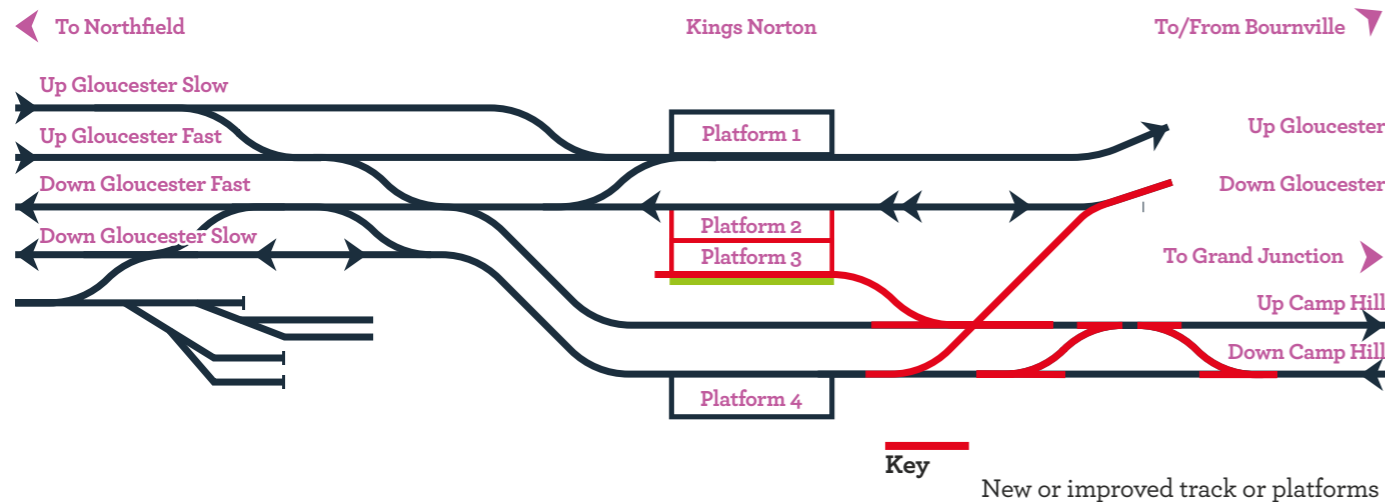 To Northfield
Kings Norton
To/From Bournville
Up Gloucester Slow
Up Gloucester Fast
Platform 1
Up Gloucester
Down Gloucester Fast
Down Gloucester
Platform 2
Down Gloucester Slow
Platform 3
To Grand Junction
Up Camp Hill
Down Camp Hill
Platform 4
Key
New or improved track or platforms